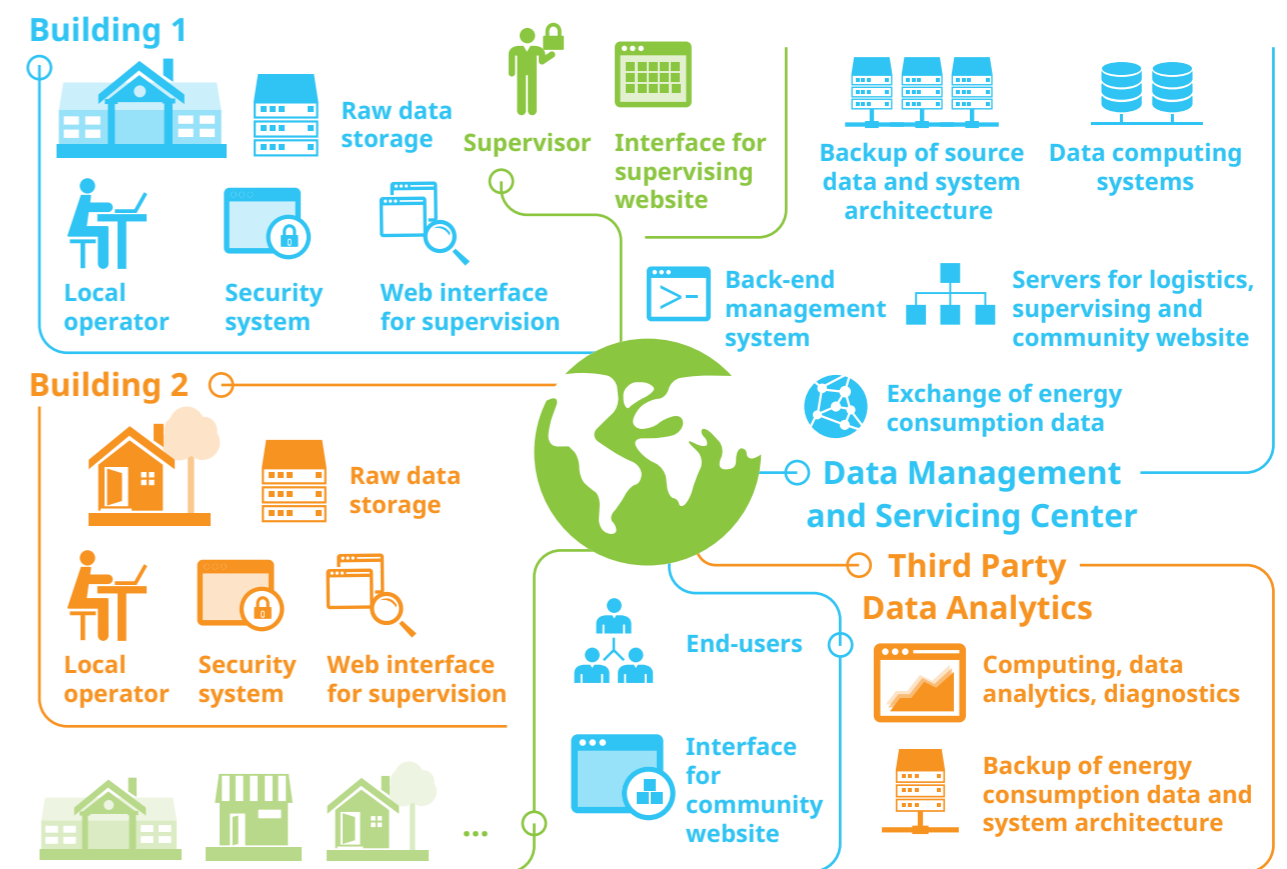 Building 1
Raw data
storage
Local
operator
Security
system
Web interface
for supervision
Supervisor
Interface for
supervising
website
Backup of source
data and system
architecture
Data computing
systems
Back-end
management
system
Servers for logistics,
supervising and
community website
Exchange of energy
consumption data
Data Management
and Servicing Center
Building 2
Raw data
storage
Local
operator
Security
system
Web interface
for supervision
...
End-users
Interface
for
community
website
Third Party
Data Analytics
Computing, data
analytics, diagnostics
Backup of energy
consumption data and
system architecture